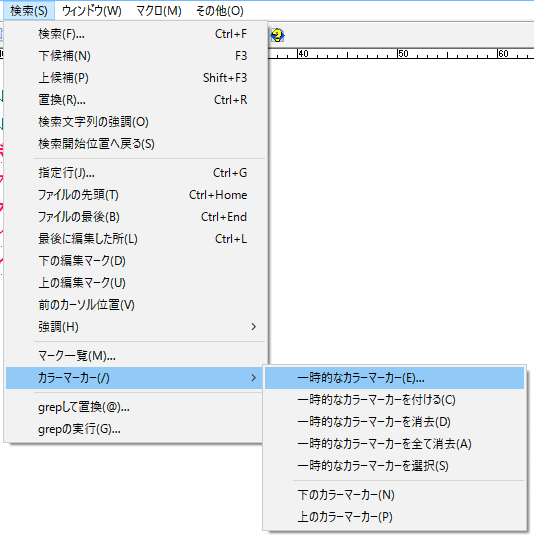 検索(S) ウィンドウ(W) マクロ(M) その他(O)
40 50 60
検索(F)... Ctrl+F
下候補(N) F3
上候補(P) Shift+F3
置換(R)... Ctrl+R
検索文字列の強調(O)
検索開始位置へ戻る(S)
指定行(J)... Ctrl+G
ファイルの先頭(T) Ctrl+Home
ファイルの最後(B) Ctrl+End
最後に編集した所(L) Ctrl+L
下の編集マーク(D)
上の編集マーク(U)
前のカーソル位置(V)
強調(H)
マーク一覧(M)...
カラーマーカー(/)
grepして置換(@)...
grepの実行(G)...
一時的なカラーマーカー(E)...
一時的なカラーマーカーを付ける(C)
一時的なカラーマーカーを消去(D)
一時的なカラーマーカーを全て消去(A)
一時的なカラーマーカーを選択(S)
下のカラーマーカー(N)
上のカラーマーカー(P)